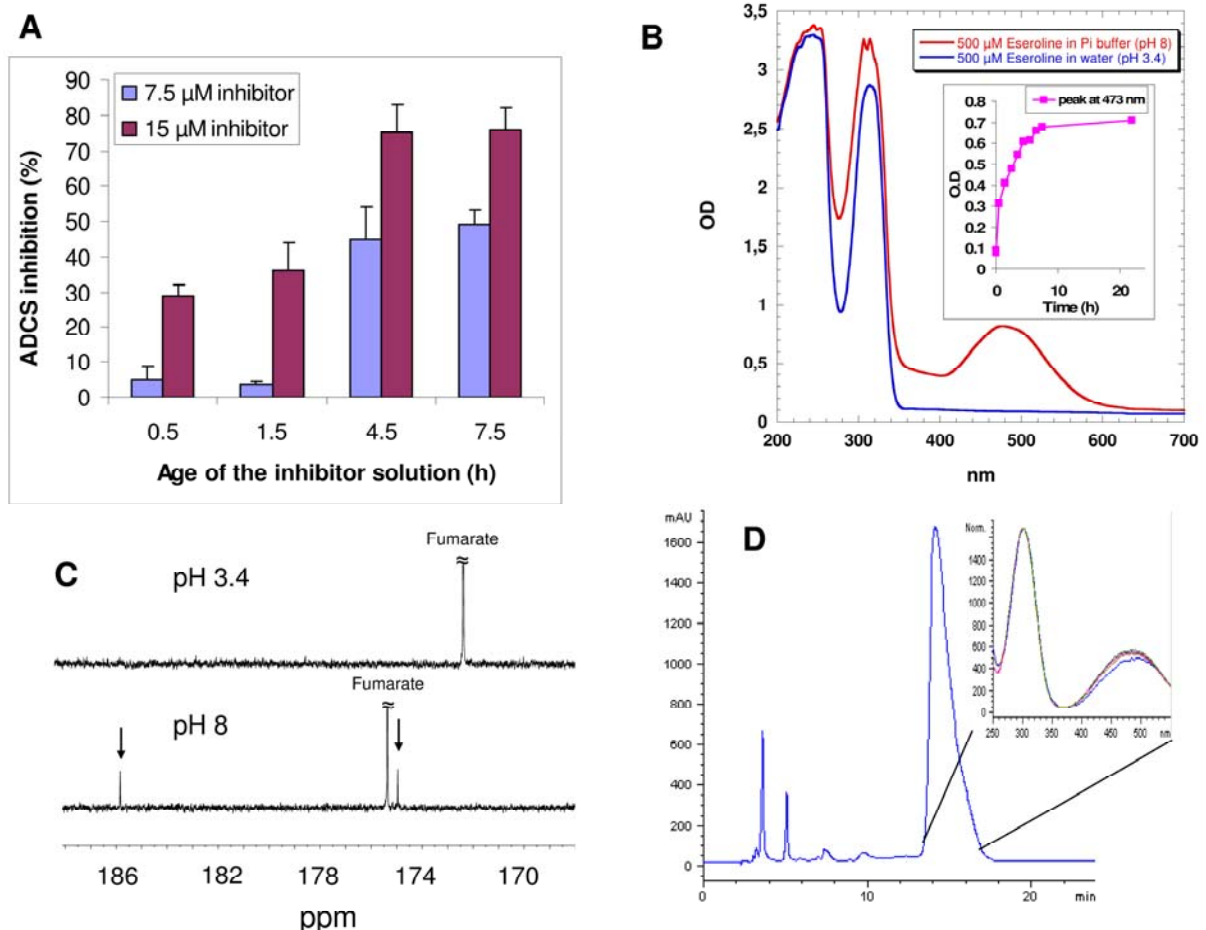 A
90
80
70
60
50
40
30
20
10
0
ADCS inhibition (%)
7.5 µM inhibitor
15 µM inhibitor
0.5 1.5 4.5 7.5
Age of the inhibitor solution (h)
B
3,5
3
2,5
2
1,5
1
0,5
0
OD
500 µM Eseroline in Pi buffer (pH 8)
500 µM Eseroline in water (pH 3.4)
peak at 473 nm
0.8
0.7
0.6
0.5
0.4
0.3
0.2
0.1
0
O.D.
0 10 20
Time (h)
200 300 400 500 600 700
nm
C
pH 3.4
Fumarate
pH 8
Fumarate
186 182 178 174 170
ppm
D
mAU
1600
1400
1200
1000
800
600
400
200
0
0 10 20 min
Norm.
1400
1200
1000
800
600
400
200
0
250 300 350 400 450 500 nm